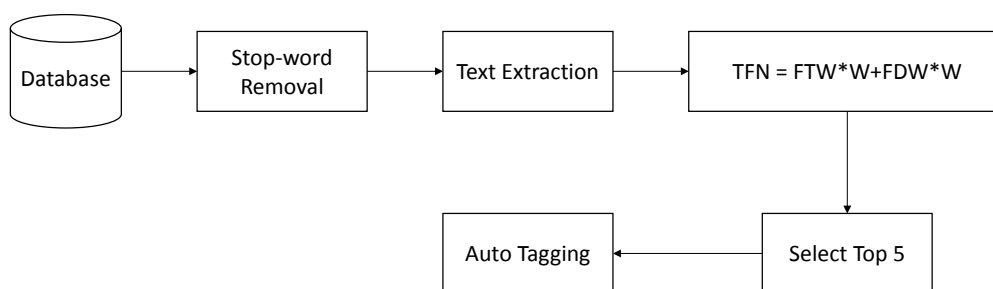 Database
Stop-word
Removal
Text Extraction
TFN = FTW*W+FDW*W
Select Top 5
Auto Tagging